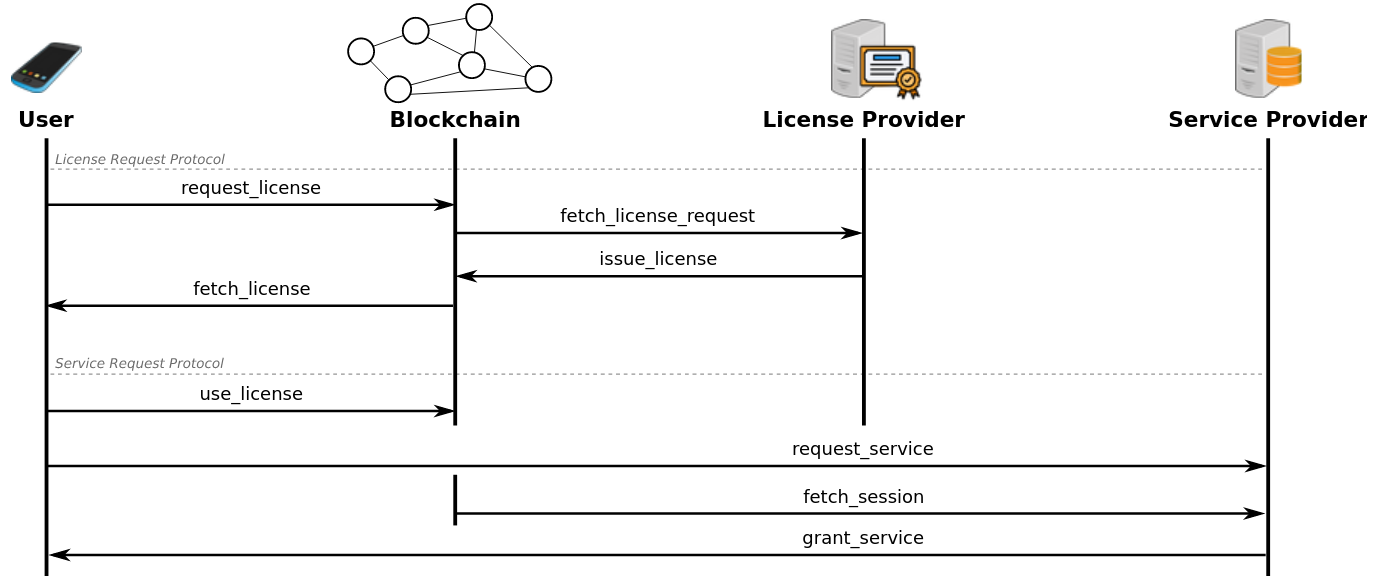 User
Blockchain
License Provider
Service Provider
License Request Protocol
request_license
fetch_license_request
issue_license
fetch_license
Service Request Protocol
use_license
request_service
fetch_session
grant_service